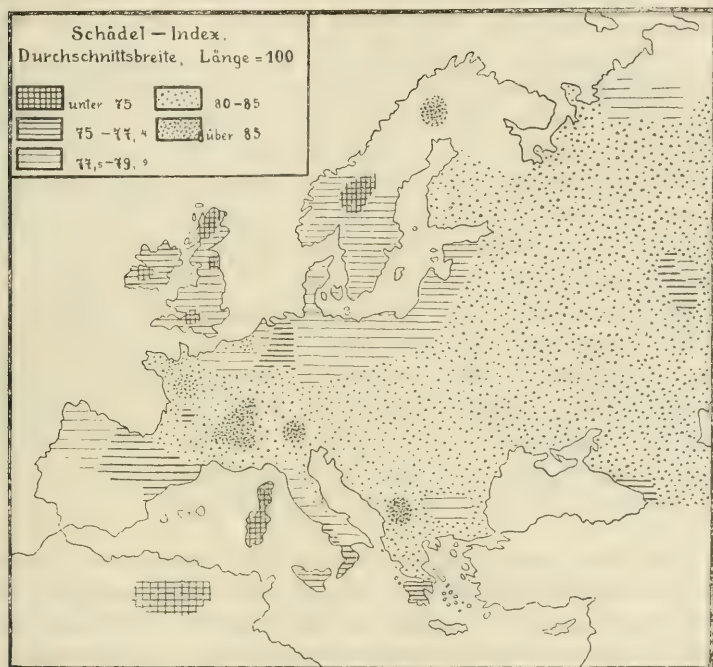 Schädel — Index.
Durchschnittsbreite, Länge = 100
unter 75
80 – 85
75 – 77,4
über 85
77,5 – 79,9